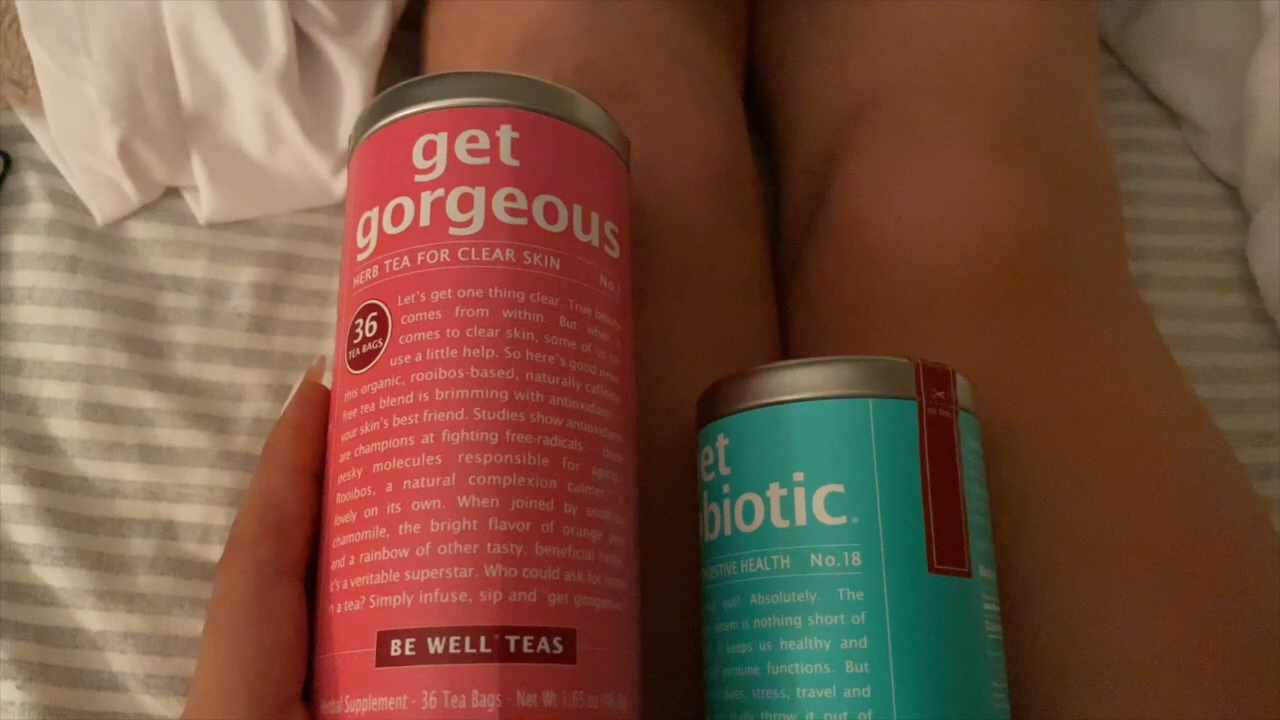 get
gorgeous
HERB TEA FOR CLEAR SKIN
36
TEA BAGS
Let's get one thing clear. True beauty
comes from within. But when it
comes to clear skin, some of us can
use a little help. So here's good news
this organic, rooibos-based, naturally caffeine
free tea blend is brimming with antioxidants
your skin's best friend. Studies show antioxidants
are champions at fighting free-radicals these
pesky molecules responsible for aging.
Rooibos, a natural complexion calmer, is
lovely on its own. When joined by soothing
chamomile, the bright flavor of orange peel
and a rainbow of other tasty, beneficial herbs
it's a veritable superstar. Who could ask for more
in a tea? Simply infuse, sip and "get gorgeous
BE WELL TEAS
Herbal Supplement · 36 Tea Bags · Net Wt 1.65 oz
et
biotic.
ESTIVE HEALTH No.18
gut? Absolutely. The
system is nothing short of
keeps us healthy and
immune functions. But
diets, stress, travel and
throw it out of